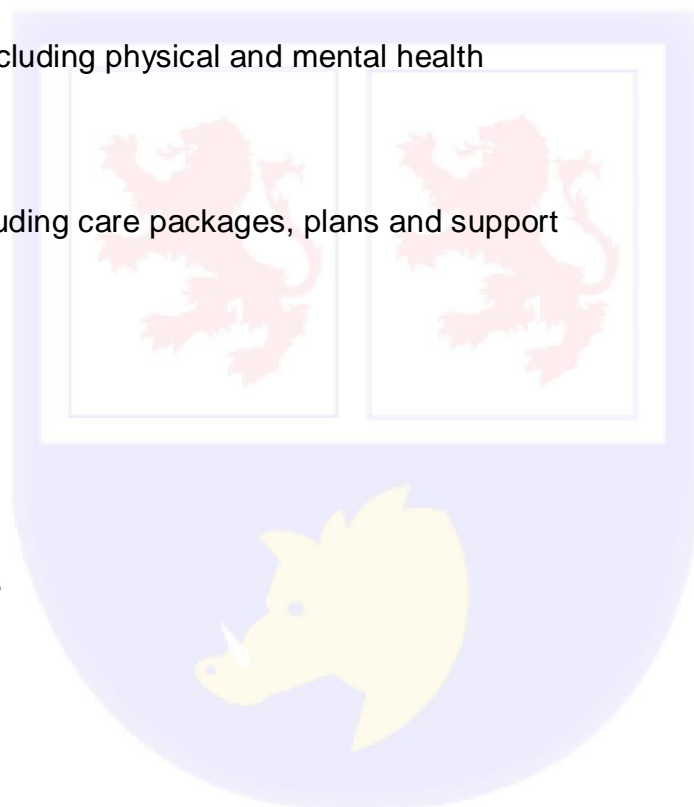 cluding physical and mental health
uding care packages, plans and support